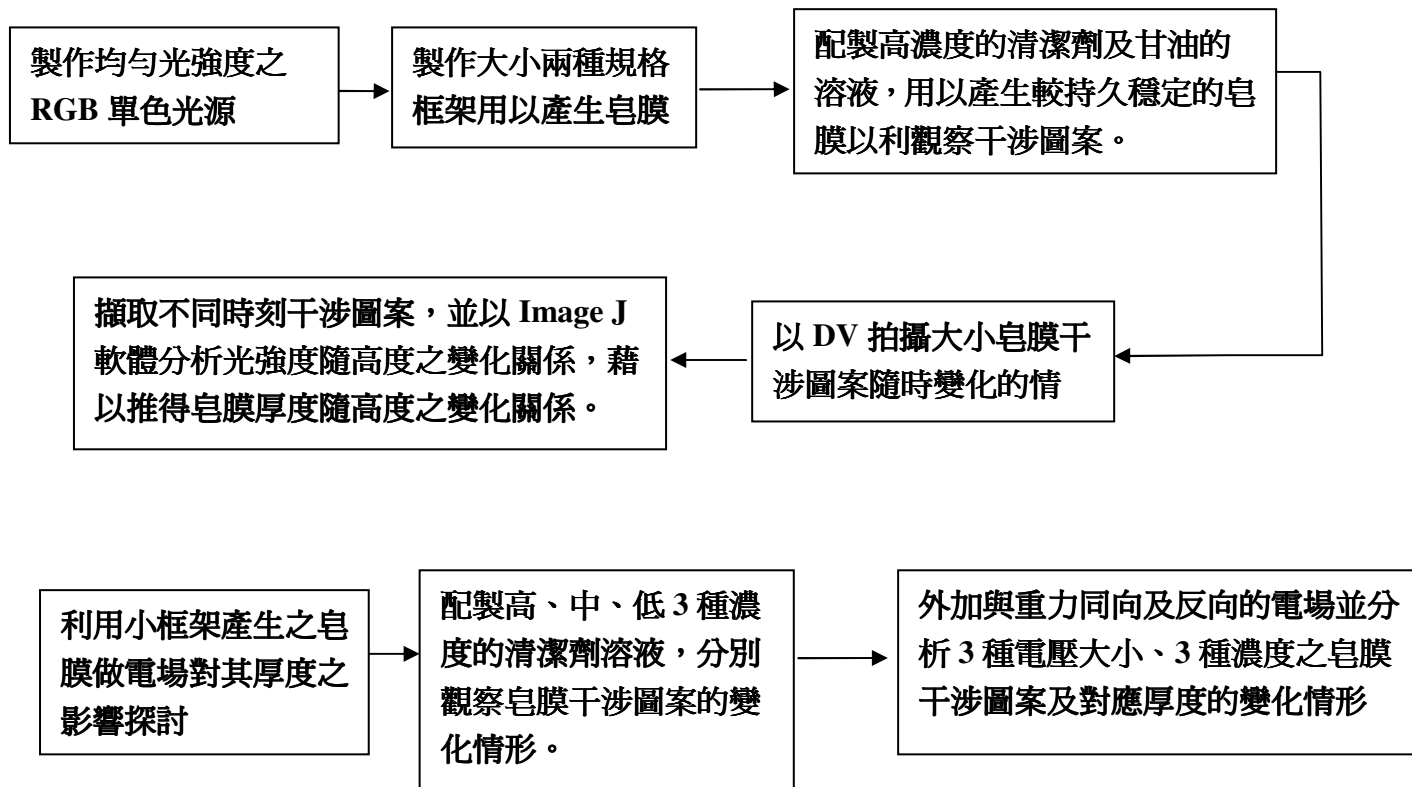 製作均勻光強度之
RGB 單色光源
製作大小兩種規格
框架用以產生皂膜
配製高濃度的清潔劑及甘油的
溶液，用以產生較持久穩定的皂
膜以利觀察干涉圖案。
以 DV 拍攝大小皂膜干
涉圖案隨時變化的情
擷取不同時刻干涉圖案，並以 Image J
軟體分析光強度隨高度之變化關係，藉
以推得皂膜厚度隨高度之變化關係。
利用小框架產生之皂
膜做電場對其厚度之
影響探討
配製高、中、低 3 種濃
度的清潔劑溶液，分別
觀察皂膜干涉圖案的變
化情形。
外加與重力同向及反向的電場並分
析 3 種電壓大小、3 種濃度之皂膜
干涉圖案及對應厚度的變化情形